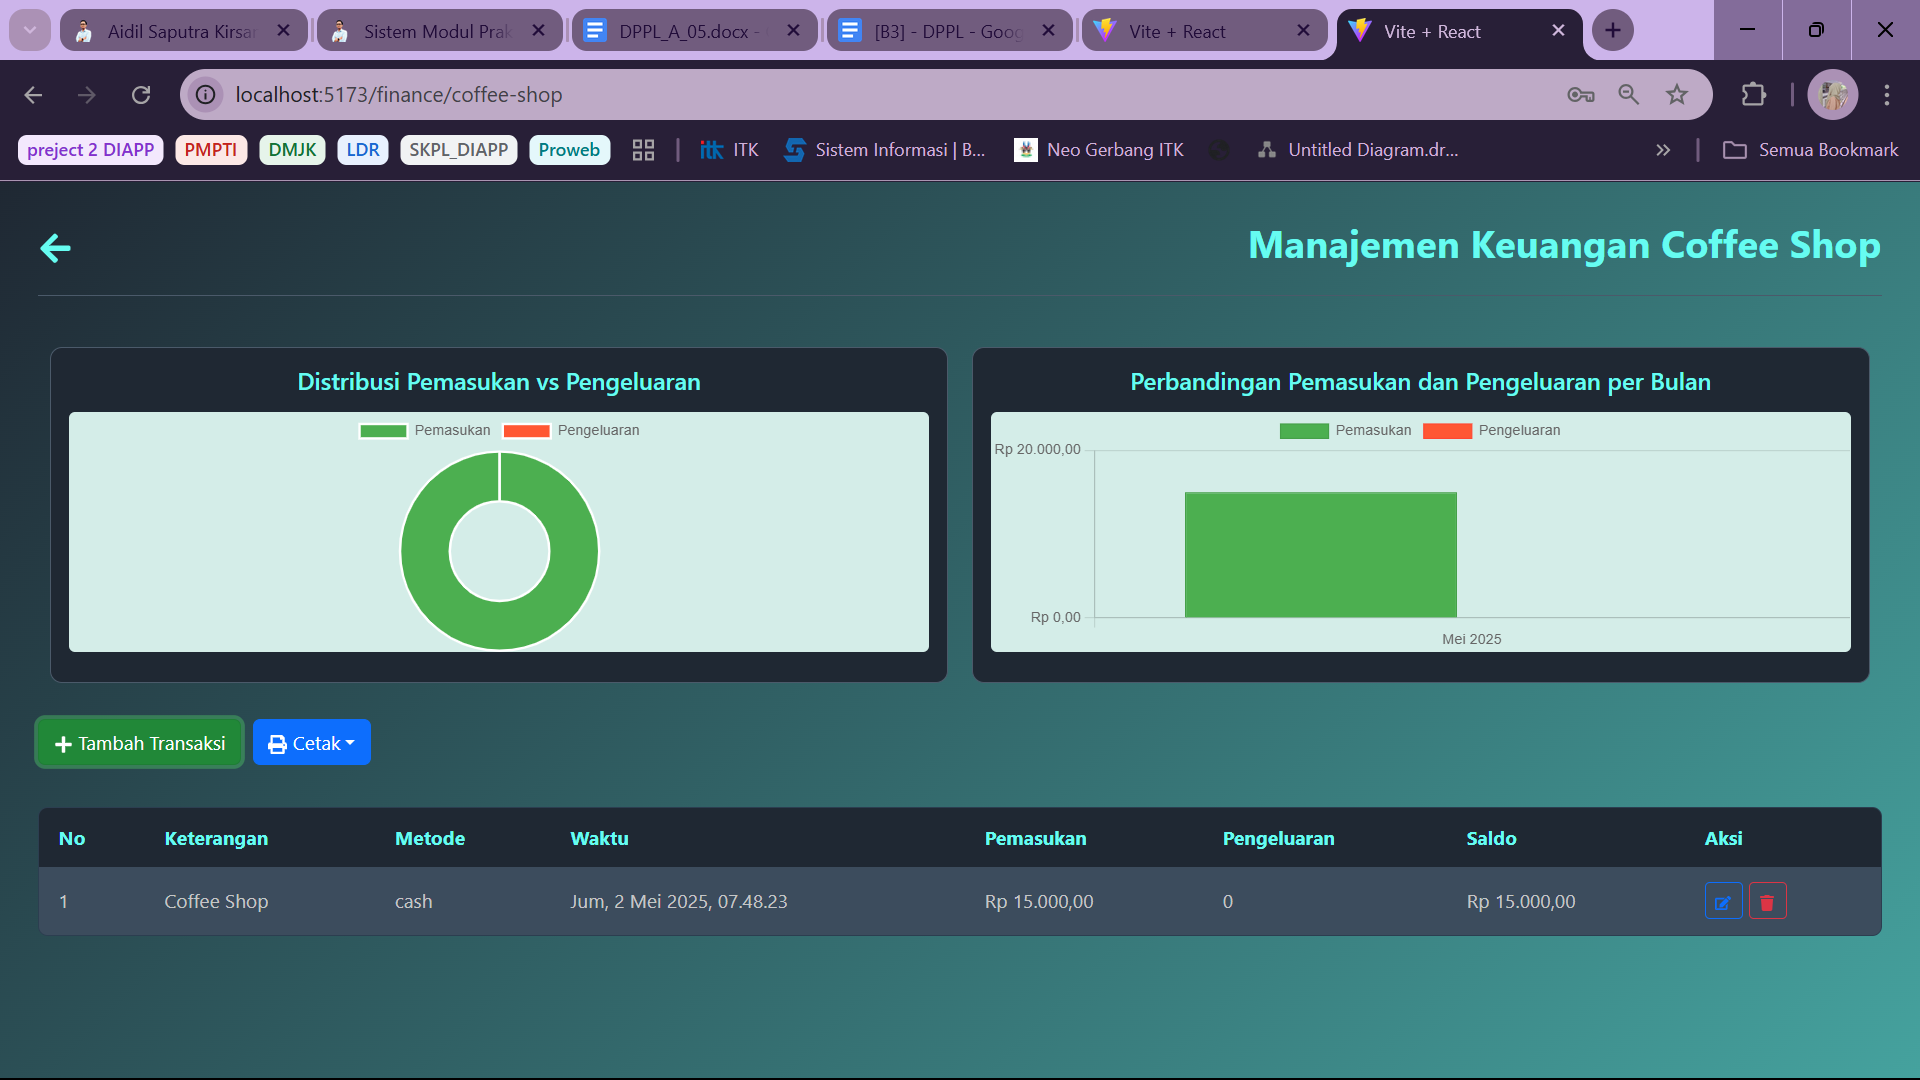 Aidil Saputra Kirsan
Sistem Modul Prak
DPPL_A_05.docx -
[B3] - DPPL - Goog
Vite + React
Vite + React
localhost:5173/finance/coffee-shop
preject 2 DIAPP
PMPTI
DMJK
LDR
SKPL_DIAPP
Proweb
itk ITK
Sistem Informasi | B...
Neo Gerbang ITK
Untitled Diagram.dr...
Semua Bookmark
Manajemen Keuangan Coffee Shop
Distribusi Pemasukan vs Pengeluaran
Pemasukan Pengeluaran
Perbandingan Pemasukan dan Pengeluaran per Bulan
Pemasukan Pengeluaran
Rp 20.000,00
Rp 0,00
Mei 2025
Tambah Transaksi
Cetak
No Keterangan Metode Waktu Pemasukan Pengeluaran Saldo Aksi
1 Coffee Shop cash Jum, 2 Mei 2025, 07.48.23 Rp 15.000,00 0 Rp 15.000,00